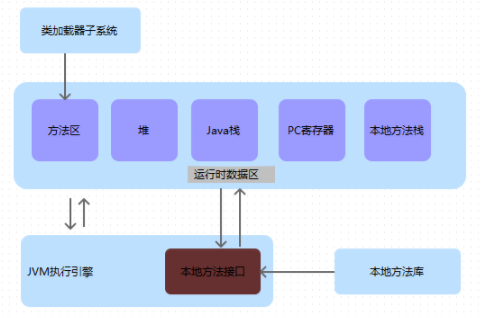 类加载器子系统
方法区
堆
Java栈
PC寄存器
本地方法栈
运行时数据区
JVM执行引擎
本地方法接口
本地方法库